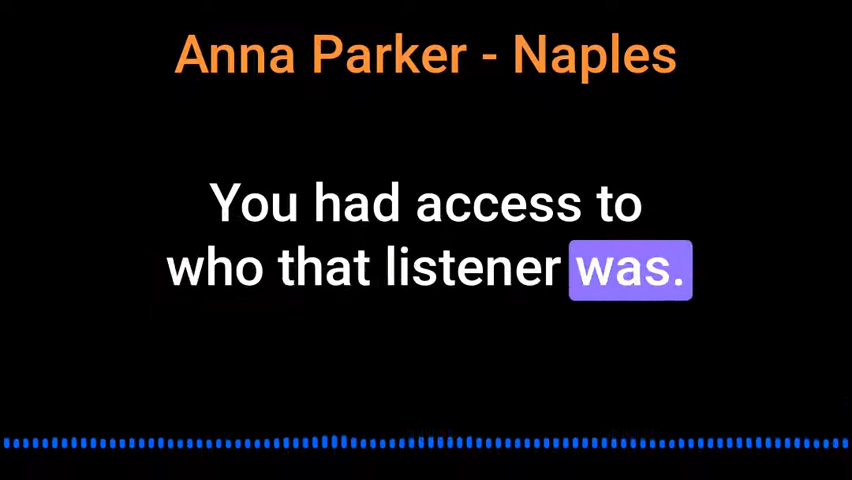 Anna Parker - Naples
You had access to
who that listener was.